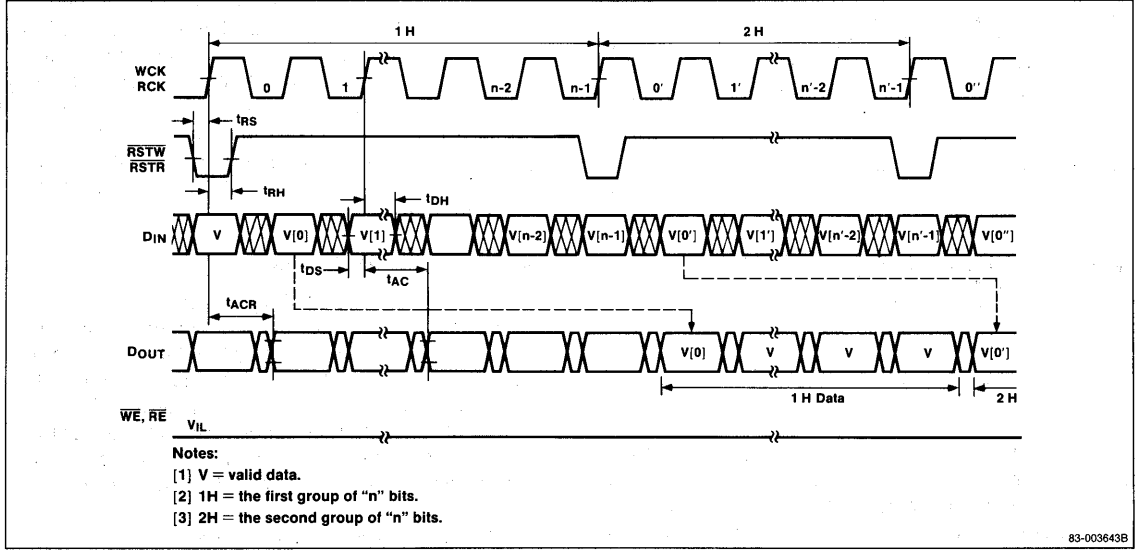 1 H 2 H
WCK
RCK
0 1 n-2 n-1 0' 1' n'-2 n'-1 0''
tRS
RSTW
RSTR
tRH
tDH
DIN V V[0] V[1] V[n-2] V[n-1] V[0'] V[1'] V[n'-2] V[n'-1] V[0'']
tDS
tAC
tACR
DOUT V[0] V V V V[0']
1 H Data 2 H
WE, RE
VIL
Notes:
[1] V = valid data.
[2] 1H = the first group of "n" bits.
[3] 2H = the second group of "n" bits.
83-003643B